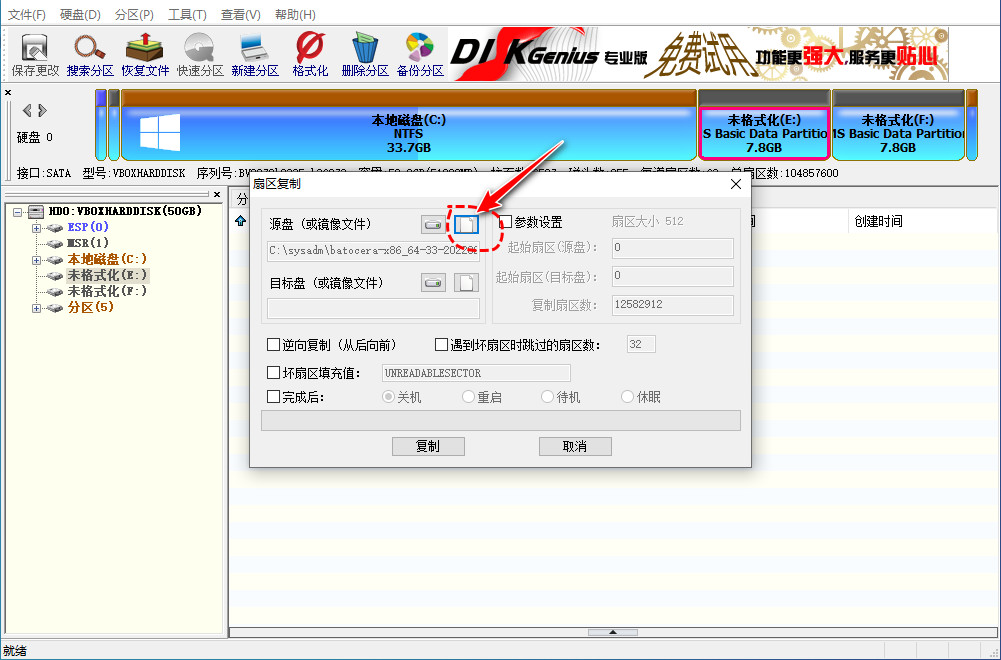 文件(F) 硬盘(D) 分区(P) 工具(T) 查看(V) 帮助(H)
保存更改 搜索分区 恢复文件 快速分区 新建分区 格式化 删除分区 备份分区
DISKGenius 专业版 免费试用 功能更强大,服务更贴心
硬盘 0
本地磁盘(C:)
NTFS
33.7GB
未格式化(E:)
S Basic Data Partitio
7.8GB
未格式化(F:)
MS Basic Data Partition
7.8GB
接口:SATA 型号:VBOXHARDDISK 序列号: 总扇区数:104857600
扇区复制
HD0:VBOXHARDDISK(50GB)
ESP(0)
MSR(1)
本地磁盘(C:)
未格式化(E:)
未格式化(F:)
分区(5)
分
创建时间
源盘（或镜像文件）
C:\sysadm\batocera-x86_64-33-20220
目标盘（或镜像文件）
参数设置 扇区大小 512
起始扇区(源盘): 0
起始扇区(目标盘): 0
复制扇区数: 12582912
逆向复制（从后向前） 遇到坏扇区时跳过的扇区数: 32
坏扇区填充值: UNREADABLESECTOR
完成后: 关机 重启 待机 休眠
复制 取消
就绪